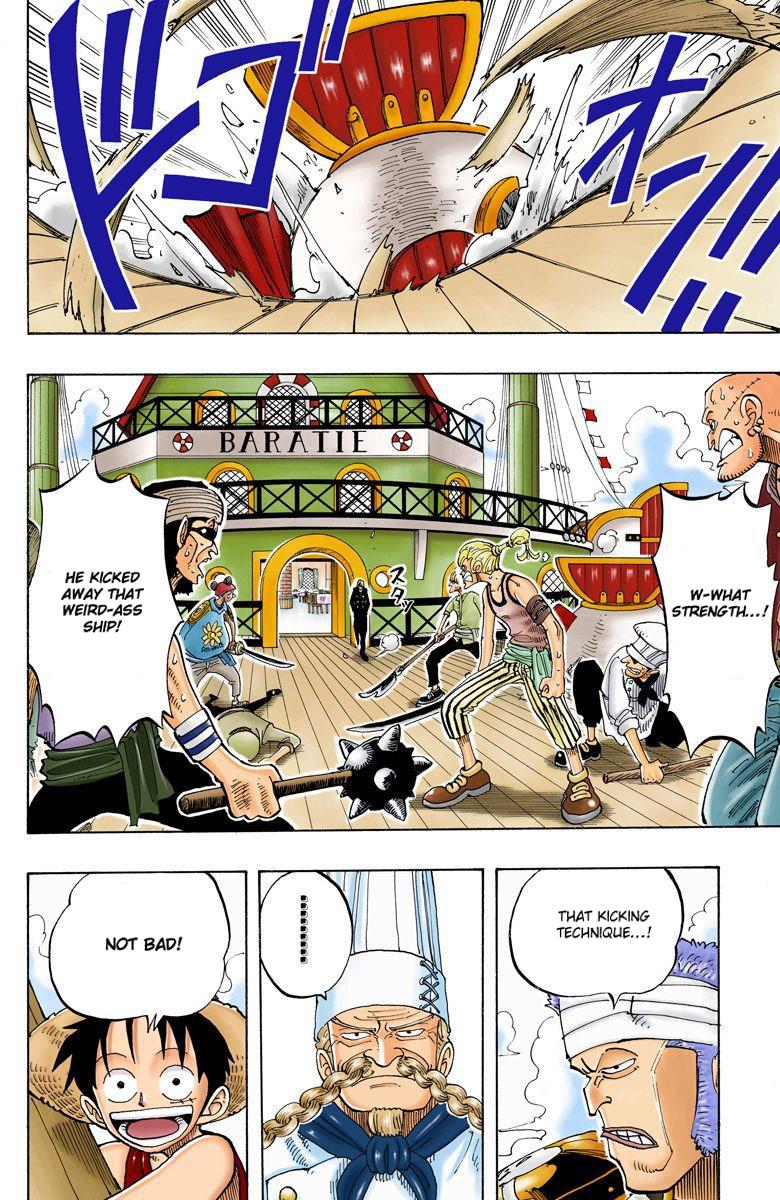 ドゴオ
BARATIE
W-WHAT
STRENGTH...!
スタッ
HE KICKED
AWAY THAT
WEIRD-ASS
SHIP!
THAT KICKING
TECHNIQUE...!
NOT BAD!